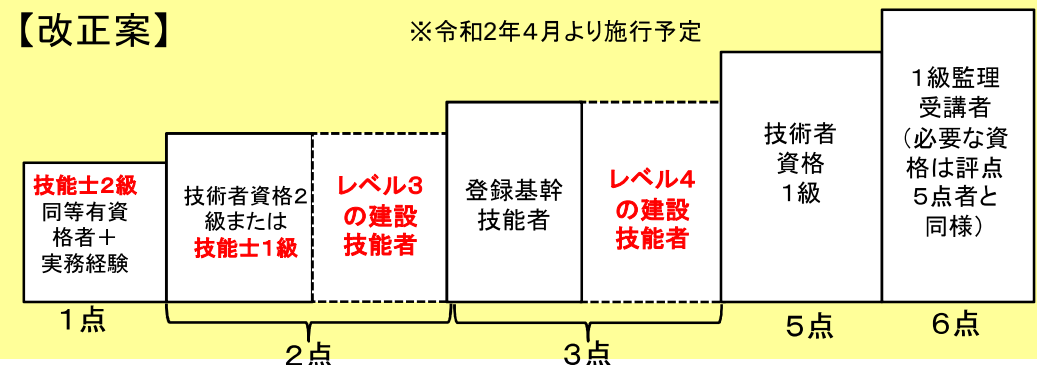 【改正案】
※令和2年４月より施行予定
技能士２級
同等有資
格者＋
実務経験
技術者資格２
級または
技能士１級
レベル３
の建設
技能者
登録基幹
技能者
レベル４
の建設
技能者
技術者
資格
１級
１級監理
受講者
（必要な資
格は評点
５点者と
同様）
１点
２点
３点
５点
６点